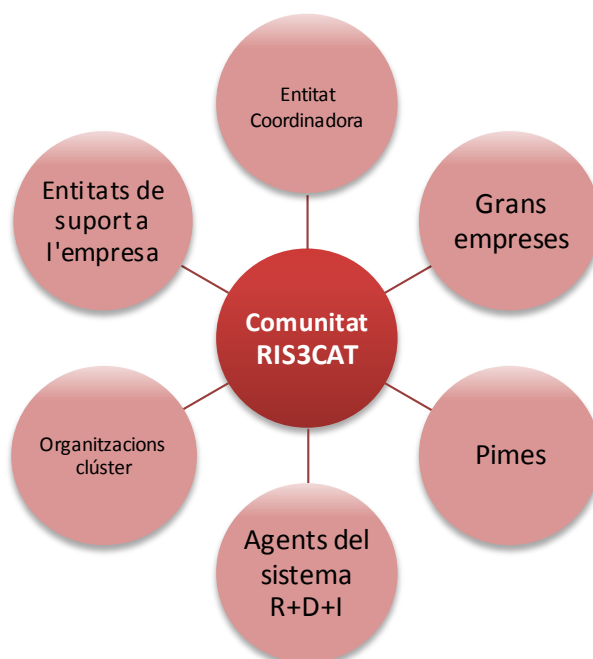 Entitat
Coordinadora
Entitats de
suport a
l'empresa
Grans
empreses
Comunitat
RIS3CAT
Organitzacions
clúster
Pimes
Agents del
sistema
R+D+I